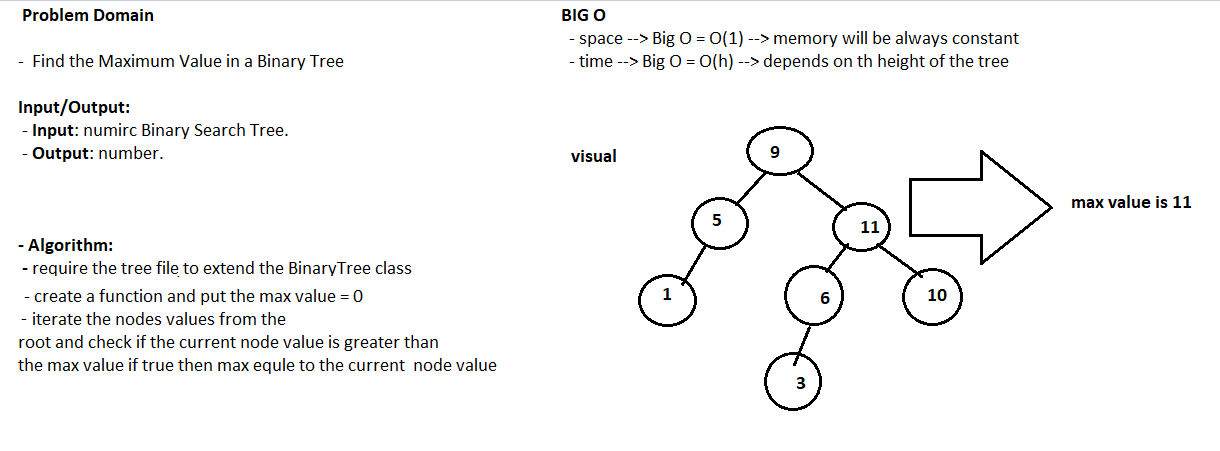 Problem Domain
- Find the Maximum Value in a Binary Tree
Input/Output:
- Input: numirc Binary Search Tree.
- Output: number.
- Algorithm:
- require the tree file to extend the BinaryTree class
- create a function and put the max value = 0
- iterate the nodes values from the
root and check if the current node value is greater than
the max value if true then max equle to the current node value
BIG O
- space --> Big O = O(1) --> memory will be always constant
- time --> Big O = O(h) --> depends on th height of the tree
visual
9
5
11
1
6
10
3
max value is 11